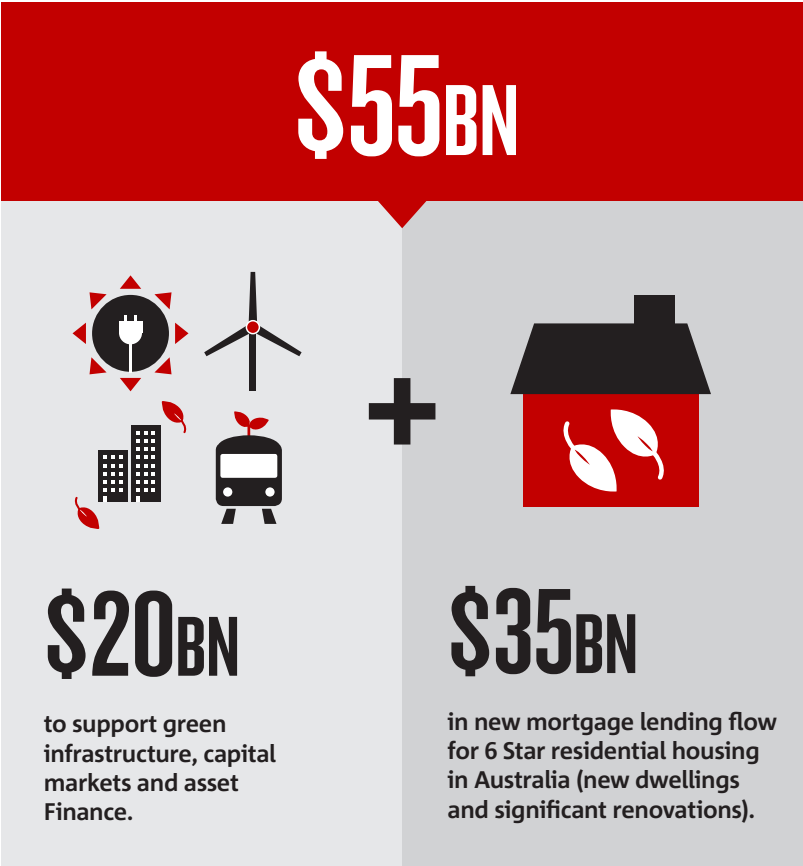 $55BN
+
$20BN
to support green
infrastructure, capital
markets and asset
Finance.
$35BN
in new mortgage lending flow
for 6 Star residential housing
in Australia (new dwellings
and significant renovations).